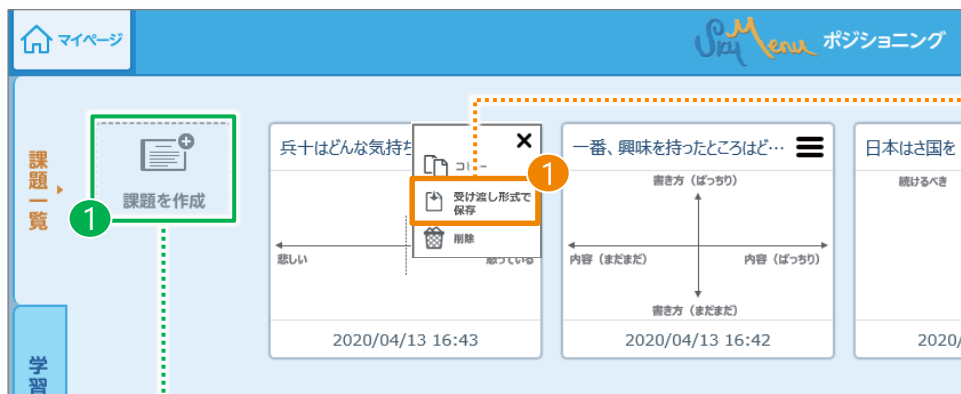 マイページ
SkyMenu ポジショニング
課題一覧
1
課題を作成
兵十はどんな気持ち
コピー
1
受け渡し形式で
保存
削除
悲しい
怒っている
2020/04/13 16:43
一番、興味を持ったところはど…
書き方（ばっちり）
内容（まだまだ）
内容（ばっちり）
書き方（まだまだ）
2020/04/13 16:42
日本はさ国を
続けるべき
2020/
学習